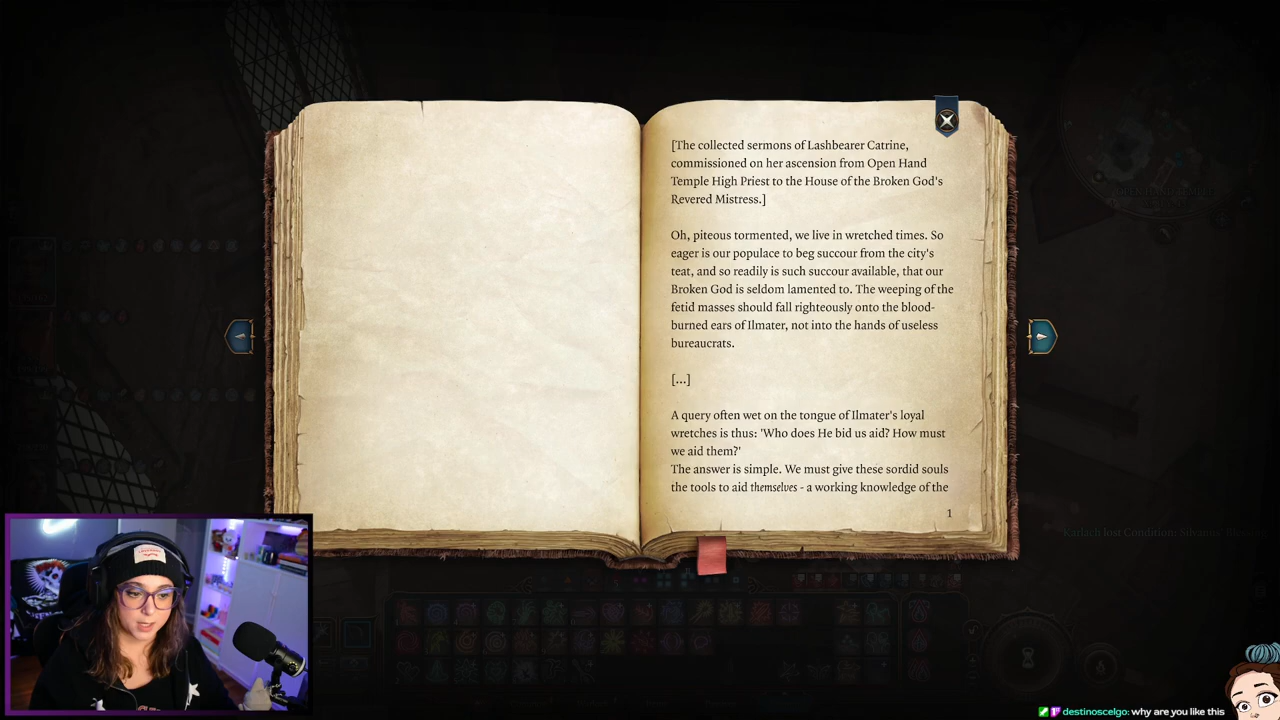 [The collected sermons of Lashbearer Catrine,
commissioned on her ascension from Open Hand
Temple High Priest to the House of the Broken God's
Revered Mistress.]
Oh, piteous tormented, we live in wretched times. So
eager is our populace to beg succour from the city's
teat, and so readily is such succour available, that our
Broken God is seldom lamented to. The weeping of the
fetid masses should fall righteously onto the blood-
burned ears of Ilmater, not into the hands of useless
bureaucrats.
[...]
A query often wet on the tongue of Ilmater's loyal
wretches is thus: 'Who does He bid us aid? How must
we aid them?'
The answer is simple. We must give these sordid souls
the tools to aid themselves - a working knowledge of the
1
Karlach lost Condition: Silvanus'
destinoscelgo: why are you like this